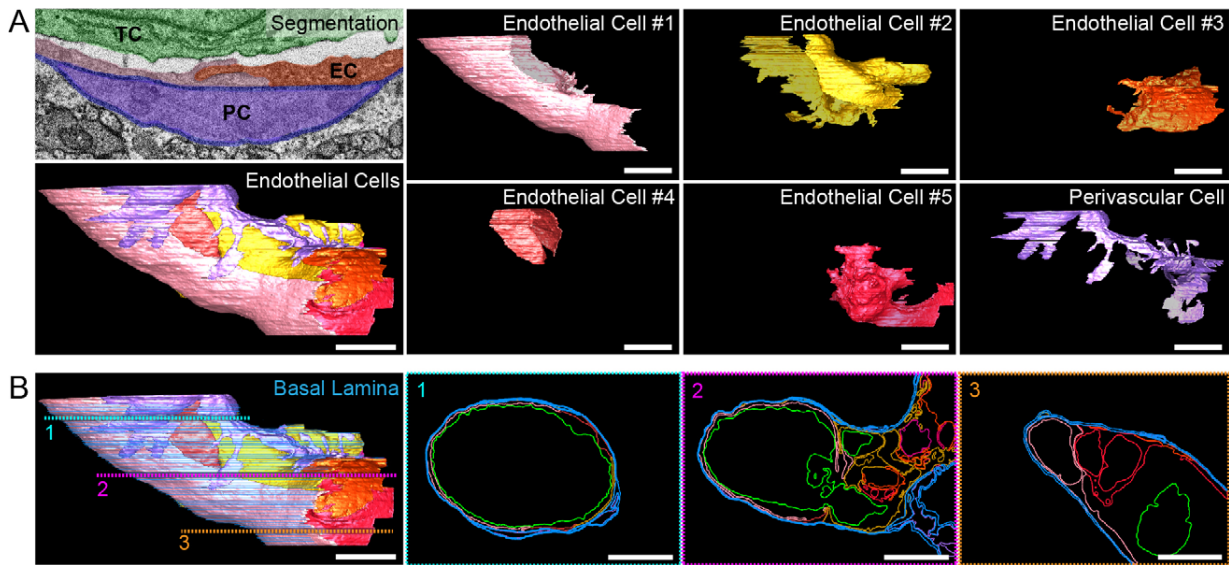 A
Segmentation
TC
EC
PC
Endothelial Cell #1
Endothelial Cell #2
Endothelial Cell #3
Endothelial Cells
Endothelial Cell #4
Endothelial Cell #5
Perivascular Cell
B
Basal Lamina
1
2
3
1
2
3